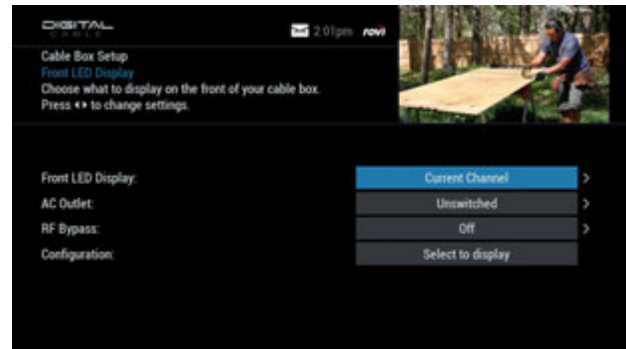 DIGITAL
CABLE
2:01pm rovi
Cable Box Setup
Front LED Display
Choose what to display on the front of your cable box.
Press ◂▸ to change settings.
Front LED Display: Current Channel >
AC Outlet: Unswitched >
RF Bypass: Off >
Configuration: Select to display